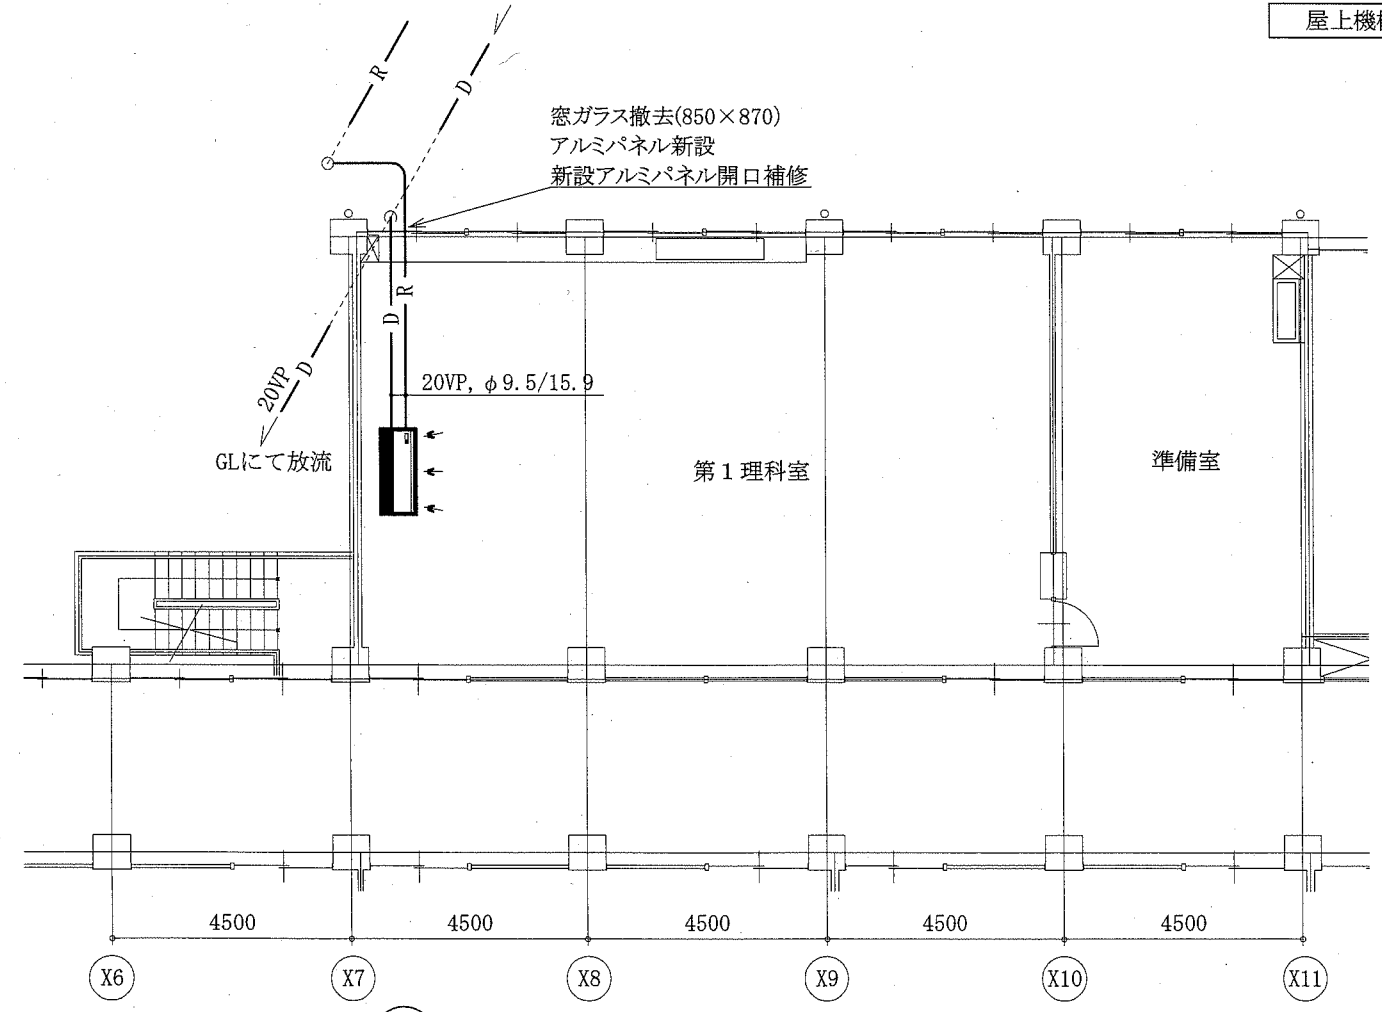 屋上機
R
D
窓ガラス撤去(850×870)
アルミパネル新設
新設アルミパネル開口補修
R
D
D
20VP
20VP, φ9.5/15.9
GLにて放流
第1理科室
準備室
4500
4500
4500
4500
4500
X6
X7
X8
X9
X10
X11